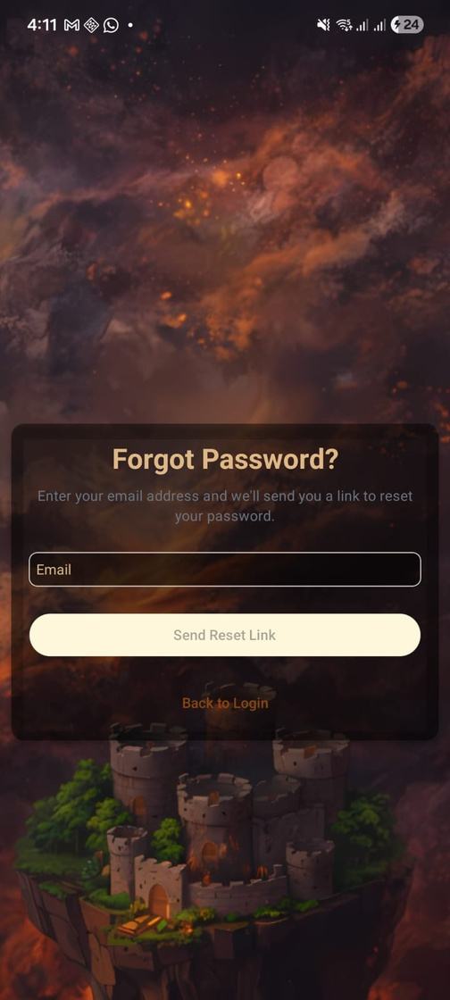 4:11
24
Forgot Password?
Enter your email address and we'll send you a link to reset
your password.
Email
Send Reset Link
Back to Login